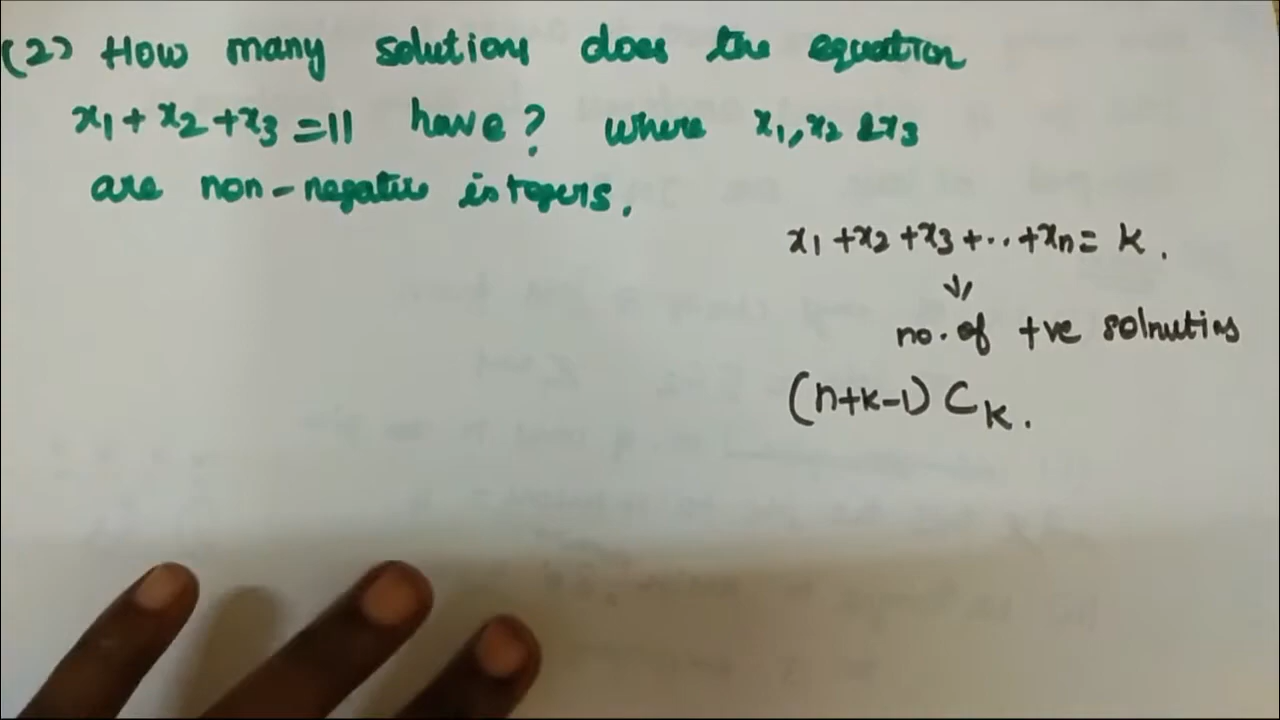 (2) How many solutions does the equation
x₁ + x₂ + x₃ = 11 have? where x₁, x₂ & x₃
are non-negative integers.
x₁ + x₂ + x₃ + ... + xₙ = k.
↓
no. of +ve solnutins
(n+k-1) Cₖ.